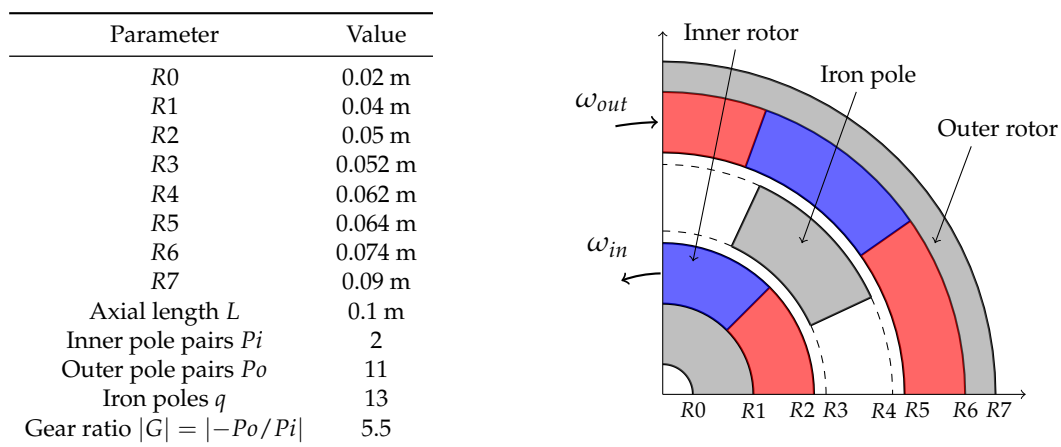 Parameter Value
R0 0.02 m
R1 0.04 m
R2 0.05 m
R3 0.052 m
R4 0.062 m
R5 0.064 m
R6 0.074 m
R7 0.09 m
Axial length L 0.1 m
Inner pole pairs Pi 2
Outer pole pairs Po 11
Iron poles q 13
Gear ratio |G| = |−Po/Pi| 5.5
Inner rotor
Iron pole
Outer rotor
ω_out
ω_in
R0 R1 R2 R3 R4 R5 R6 R7